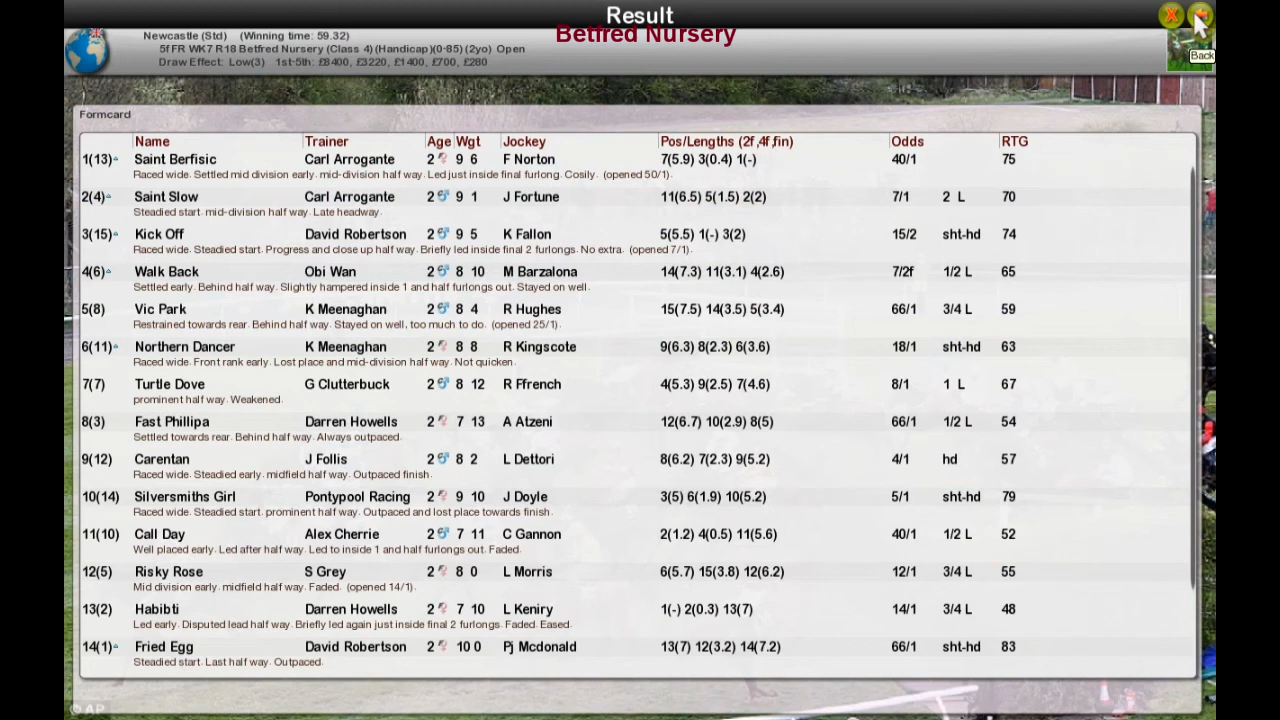 Result
Betfred Nursery
Newcastle (Std) (Winning time: 59.32)
5f FR WK7 R18 Betfred Nursery (Class 4)(Handicap)(0-85)(2yo) Open
Draw Effect: Low(3) 1st-5th: £8400, £3220, £1400, £700, £280
Back
Formcard
Name Trainer Age Wgt Jockey Pos/Lengths (2f,4f,fin) Odds RTG
1(13) Saint Berfisic Carl Arrogante 2 9 6 F Norton 7(5.9) 3(0.4) 1(-) 40/1 75
Raced wide. Settled mid division early. mid-division half way. Led just inside final furlong. Cosily. (opened 50/1).
2(4) Saint Slow Carl Arrogante 2 9 1 J Fortune 11(6.5) 5(1.5) 2(2) 7/1 2 L 70
Steadied start. mid-division half way. Late headway.
3(15) Kick Off David Robertson 2 9 5 K Fallon 5(5.5) 1(-) 3(2) 15/2 sht-hd 74
Raced wide. Steadied start. Progress and close up half way. Briefly led inside final 2 furlongs. No extra. (opened 7/1).
4(6) Walk Back Obi Wan 2 8 10 M Barzalona 14(7.3) 11(3.1) 4(2.6) 7/2f 1/2 L 65
Settled early. Behind half way. Slightly hampered inside 1 and half furlongs out. Stayed on well.
5(8) Vic Park K Meenaghan 2 8 4 R Hughes 15(7.5) 14(3.5) 5(3.4) 66/1 3/4 L 59
Restrained towards rear. Behind half way. Stayed on well, too much to do. (opened 25/1).
6(11) Northern Dancer K Meenaghan 2 8 8 R Kingscote 9(6.3) 8(2.3) 6(3.6) 18/1 sht-hd 63
Raced wide. Front rank early. Lost place and mid-division half way. Not quicken.
7(7) Turtle Dove G Clutterbuck 2 8 12 R Ffrench 4(5.3) 9(2.5) 7(4.6) 8/1 1 L 67
prominent half way. Weakened.
8(3) Fast Phillipa Darren Howells 2 7 13 A Atzeni 12(6.7) 10(2.9) 8(5) 66/1 1/2 L 54
Settled towards rear. Behind half way. Always outpaced.
9(12) Carentan J Follis 2 8 2 L Dettori 8(6.2) 7(2.3) 9(5.2) 4/1 hd 57
Raced wide. Steadied early. midfield half way. Outpaced finish.
10(14) Silversmiths Girl Pontypool Racing 2 9 10 J Doyle 3(5) 6(1.9) 10(5.2) 5/1 sht-hd 79
Raced wide. Steadied start. prominent half way. Outpaced and lost place towards finish.
11(10) Call Day Alex Cherrie 2 7 11 C Gannon 2(1.2) 4(0.5) 11(5.6) 40/1 1/2 L 52
Well placed early. Led after half way. Led to inside 1 and half furlongs out. Faded.
12(5) Risky Rose S Grey 2 8 0 L Morris 6(5.7) 15(3.8) 12(6.2) 12/1 3/4 L 55
Mid division early. midfield half way. Faded. (opened 14/1).
13(2) Habibti Darren Howells 2 7 10 L Keniry 1(-) 2(0.3) 13(7) 14/1 3/4 L 48
Led early. Disputed lead half way. Briefly led again just inside final 2 furlongs. Faded. Eased.
14(1) Fried Egg David Robertson 2 10 0 Pj Mcdonald 13(7) 12(3.2) 14(7.2) 66/1 sht-hd 83
Steadied start. Last half way. Outpaced.
© AP